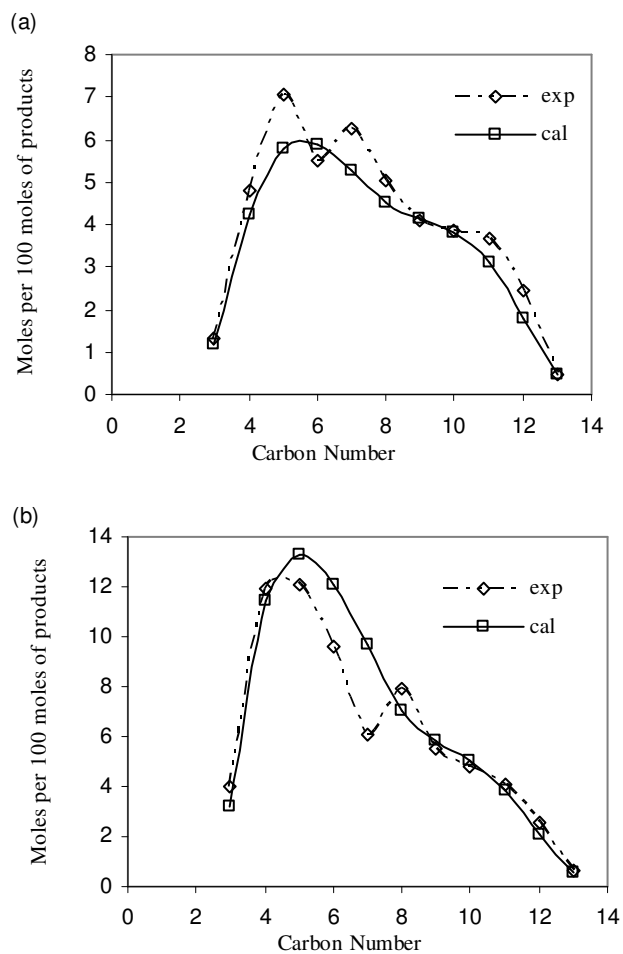 (a)
Moles per 100 moles of products
8
7
6
5
4
3
2
1
0
exp
cal
0 2 4 6 8 10 12 14
Carbon Number
(b)
Moles per 100 moles of products
14
12
10
8
6
4
2
0
exp
cal
0 2 4 6 8 10 12 14
Carbon Number